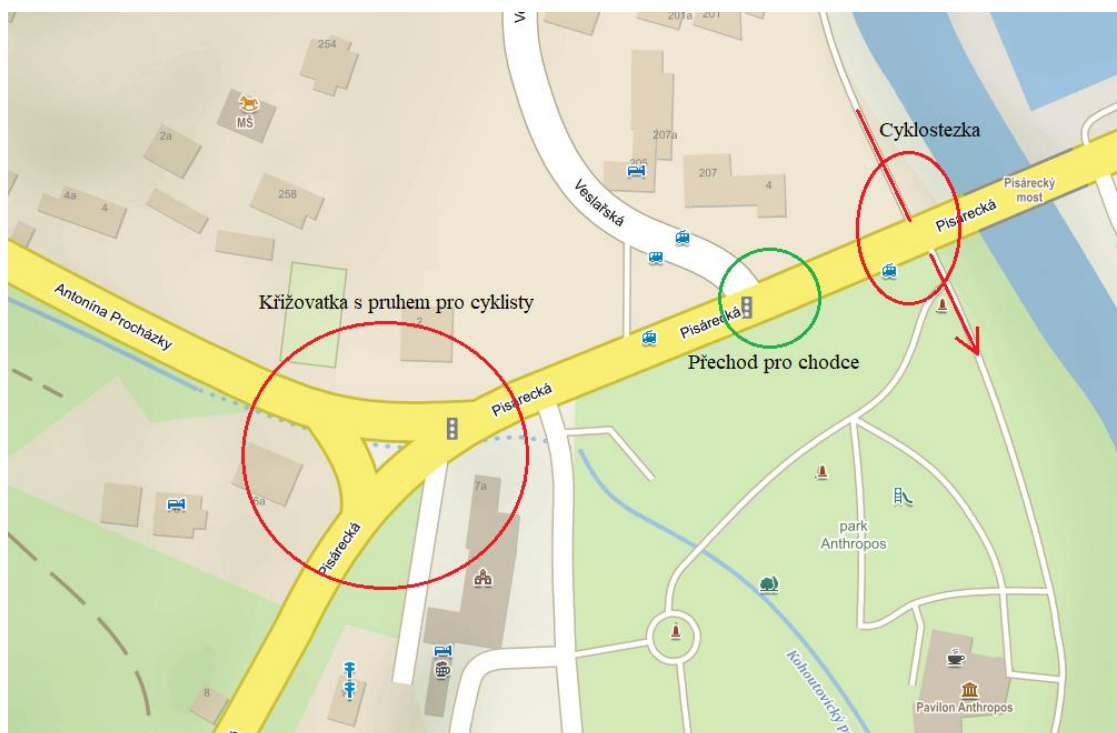 254
201a
201
MŠ
2a
Cyklostezka
207a
206
207
4
4a
4
258
Veslařská
Pisárecký
most
Pisárecká
Antonína Procházky
Křižovatka s pruhem pro cyklisty
2
Pisárecká
Přechod pro chodce
Pisárecká
7a
park
Anthropos
Pisárecká
Kohoutovický
8
Pavilon Anthropos